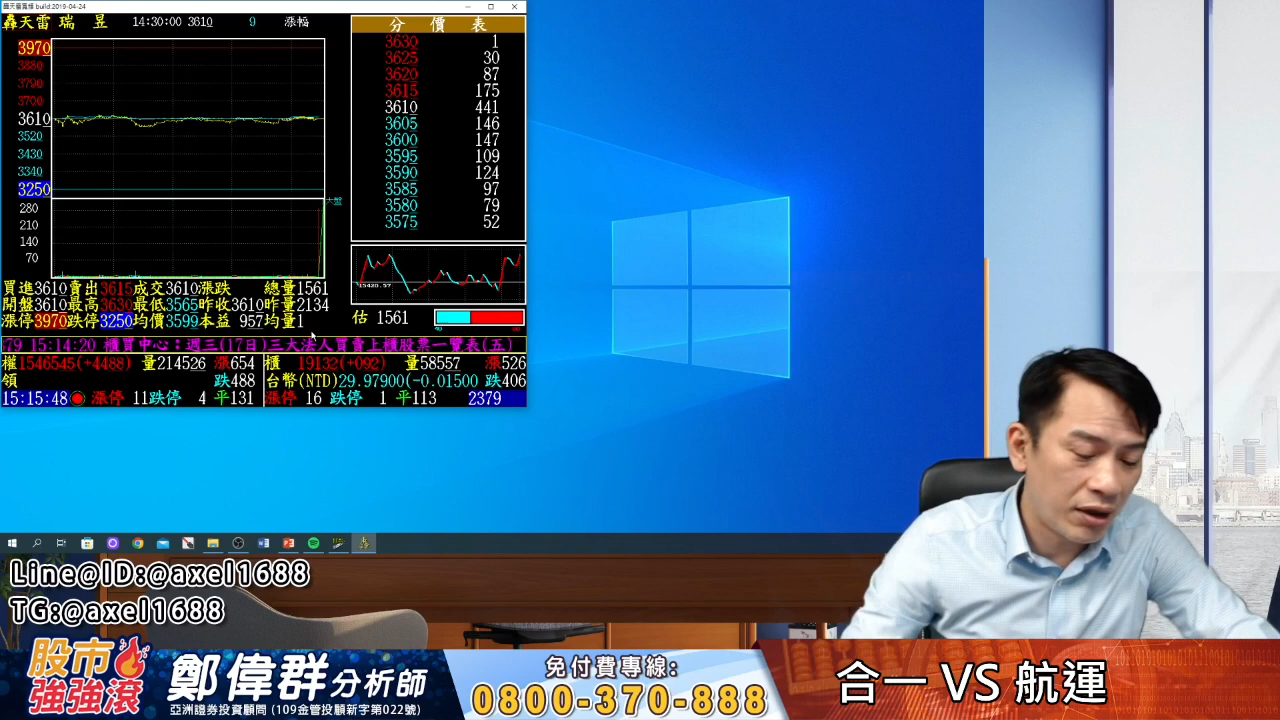 轟天雷寬頻 build:2019-04-24
轟天雷 瑞 昱 14:30:00 3610 9 漲幅
分 價 表
3970
3880
3790
3700
3610
3520
3430
3340
3250
280
210
140
70
大盤
3630 1
3625 30
3620 87
3615 175
3610 441
3605 146
3600 147
3595 109
3590 124
3585 97
3580 79
3575 52
15420.57
買進3610賣出3615成交3610漲跌 總量1561
開盤3610最高3630最低3565昨收3610昨量2134
漲停3970跌停3250均價3599本益 957均量1
估 1561
79 15:14:20 櫃買中心:週三(17日)三大法人買賣上櫃股票一覽表(五)
權1546545(+4488) 量214526 漲654
櫃 19132(+092) 量58557 漲526
領 跌488
台幣(NTD)29.97900(-0.01500 跌406
15:15:48 漲停 11跌停 4 平131
漲停 16 跌停 1 平113 2379
Line@ID:@axel1688
TG:@axel1688
股市
強強滾
鄭偉群分析師
亞洲證券投資顧問 (109金管投顧新字第022號)
免付費專線:
0800-370-888
合一 VS 航運